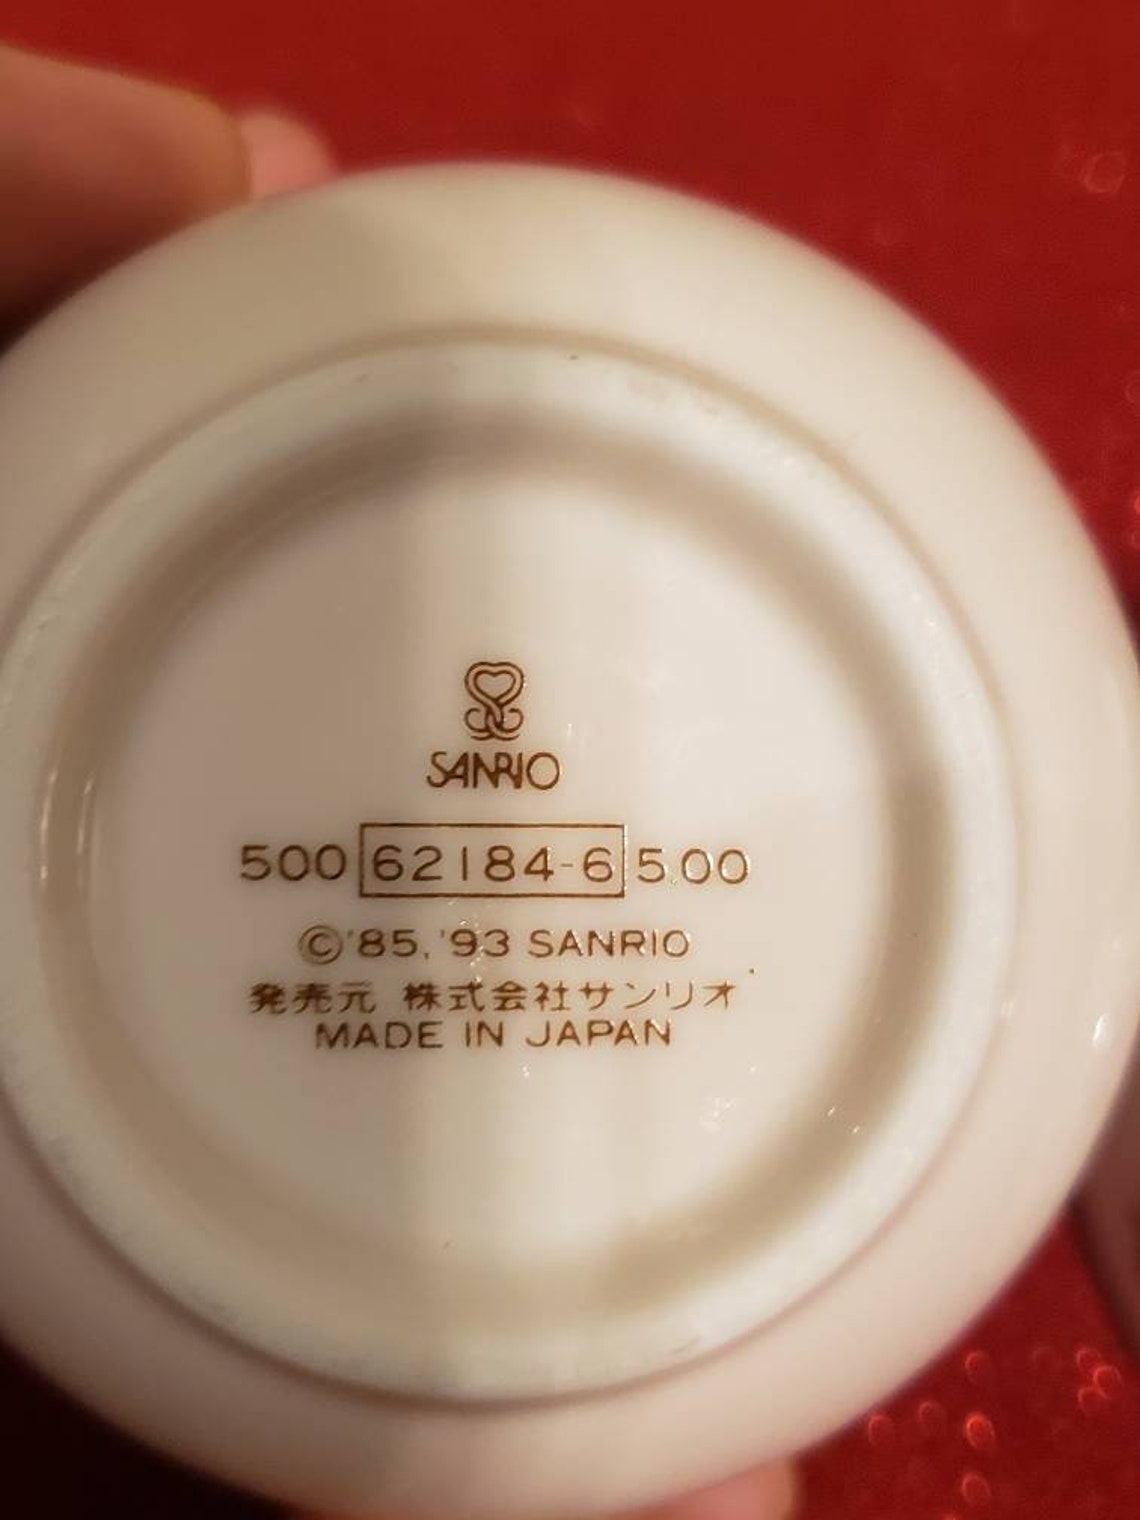 SANRIO
500 62184-6 5.00
©'85, '93 SANRIO
発売元 株式会社サンリオ
MADE IN JAPAN